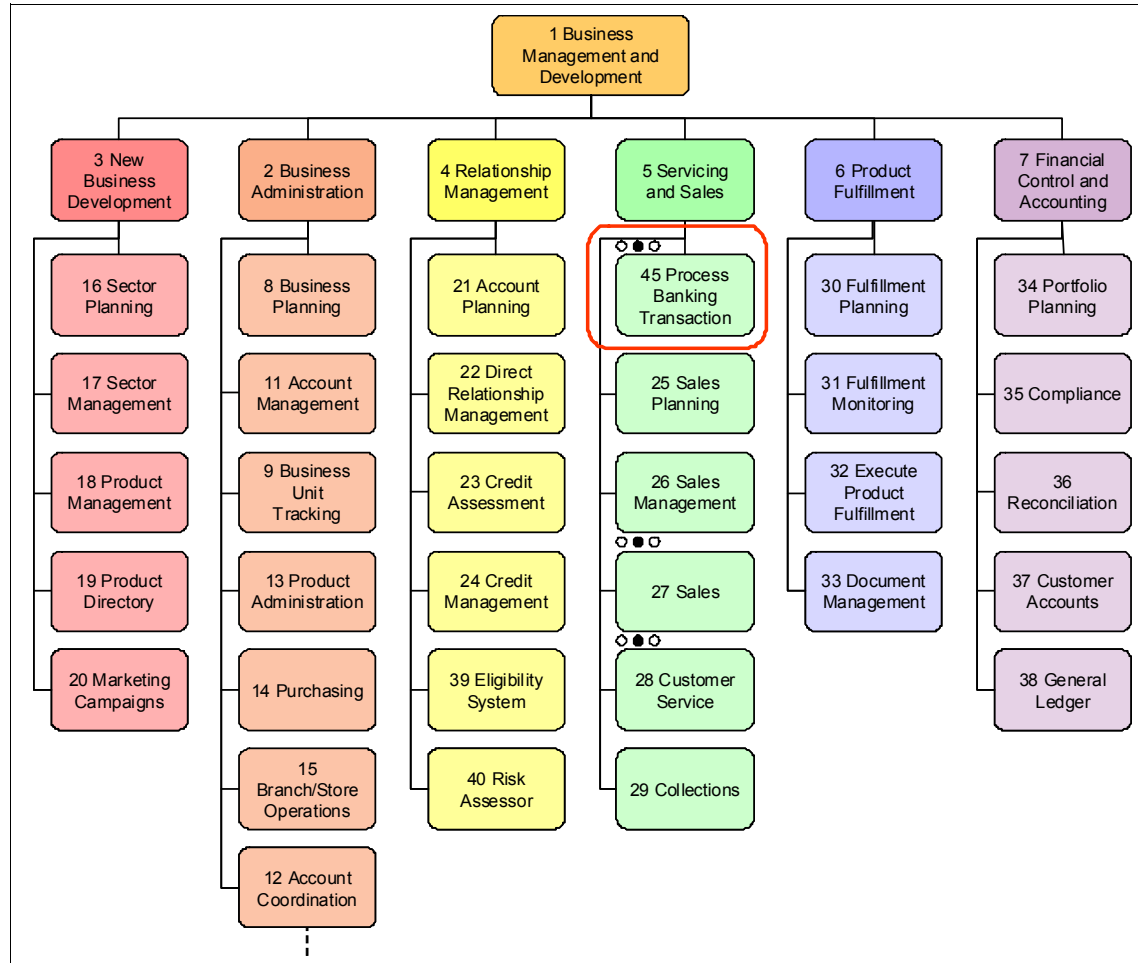 1 Business
Management and
Development
3 New
Business
Development
2 Business
Administration
4 Relationship
Management
5 Servicing
and Sales
6 Product
Fulfillment
7 Financial
Control and
Accounting
16 Sector
Planning
17 Sector
Management
18 Product
Management
19 Product
Directory
20 Marketing
Campaigns
8 Business
Planning
11 Account
Management
9 Business
Unit
Tracking
13 Product
Administration
14 Purchasing
15
Branch/Store
Operations
12 Account
Coordination
21 Account
Planning
22 Direct
Relationship
Management
23 Credit
Assessment
24 Credit
Management
39 Eligibility
System
40 Risk
Assessor
45 Process
Banking
Transaction
25 Sales
Planning
26 Sales
Management
27 Sales
28 Customer
Service
29 Collections
30 Fulfillment
Planning
31 Fulfillment
Monitoring
32 Execute
Product
Fulfillment
33 Document
Management
34 Portfolio
Planning
35 Compliance
36
Reconciliation
37 Customer
Accounts
38 General
Ledger